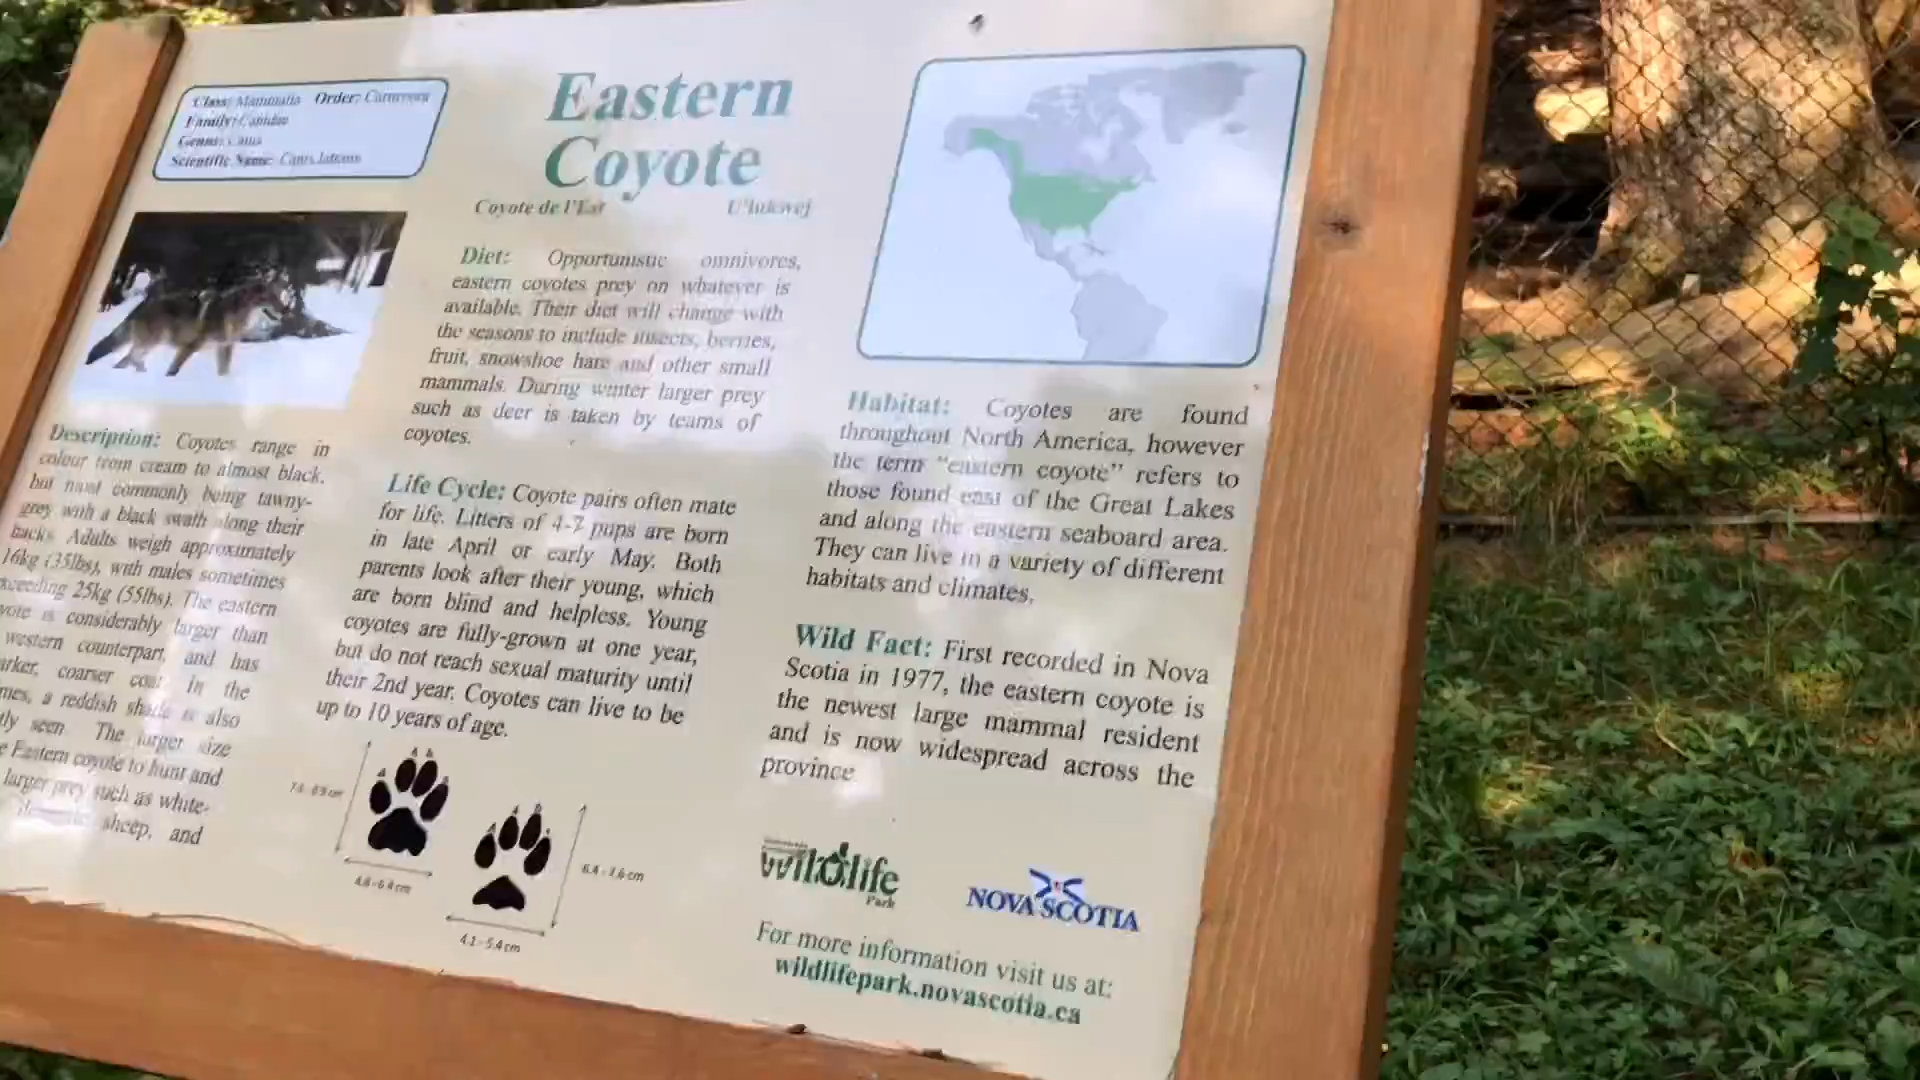 Class: Mammalia Order: Carnivora
Family: Canidae
Genus: Canis
Scientific Name: Canis latrans
Eastern
Coyote
Coyote de l'Est
Diet: Opportunistic omnivores,
eastern coyotes prey on whatever is
available. Their diet will change with
the seasons to include insects, berries,
fruit, snowshoe hare and other small
mammals. During winter larger prey
such as deer is taken by teams of
coyotes.
Description: Coyotes range in
colour from cream to almost black,
but most commonly being tawny-
grey with a black swath along their
backs. Adults weigh approximately
16kg (35lbs), with males sometimes
25kg (55lbs). The eastern
is considerably larger than
western counterpart, and has
coarser coat. In the
a reddish shade is also
seen. The larger size
Eastern coyote to hunt and
larger prey such as white-
sheep, and
Life Cycle: Coyote pairs often mate
for life. Litters of 4-7 pups are born
in late April or early May. Both
parents look after their young, which
are born blind and helpless. Young
coyotes are fully-grown at one year,
but do not reach sexual maturity until
their 2nd year. Coyotes can live to be
up to 10 years of age.
4.8-6.4 cm
6.4-7.6 cm
4.1-5.4 cm
Habitat: Coyotes are found
throughout North America, however
the term "eastern coyote" refers to
those found east of the Great Lakes
and along the eastern seaboard area.
They can live in a variety of different
habitats and climates.
Wild Fact: First recorded in Nova
Scotia in 1977, the eastern coyote is
the newest large mammal resident
and is now widespread across the
province
wildlife
Park
NOVA SCOTIA
For more information visit us at:
wildlifepark.novascotia.ca